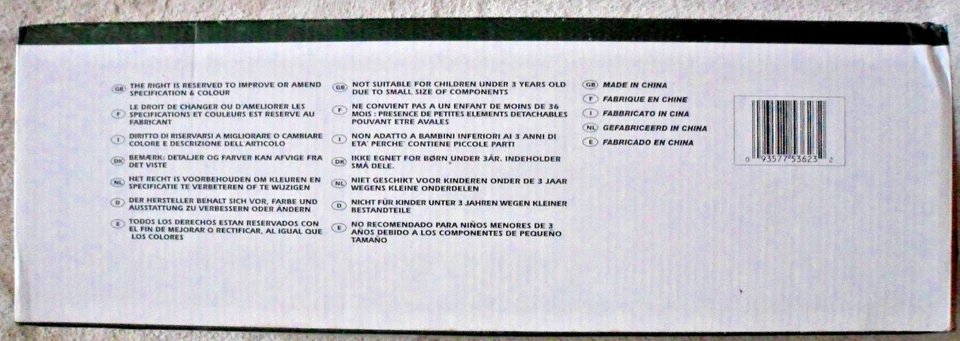 GB THE RIGHT IS RESERVED TO IMPROVE OR AMEND
SPECIFICATION & COLOUR
F LE DROIT DE CHANGER OU D'AMELIORER LES
SPECIFICATIONS ET COULEURS EST RESERVE AU
FABRICANT
I DIRITTO DI RISERVARSI A MIGLIORARE O CAMBIARE
COLORE E DESCRIZIONE DELL'ARTICOLO
DK BEMÆRK: DETALJER OG FARVER KAN AFVIGE FRA
DET VISTE
NL HET RECHT IS VOORBEHOUDEN OM KLEUREN EN
SPECIFICATIE TE VERBETEREN OF TE WIJZIGEN
D DER HERSTELLER BEHALT SICH VOR, FARBE UND
AUSSTATTUNG ZU VERBESSERN ODER ÄNDERN
E TODOS LOS DERECHOS ESTAN RESERVADOS CON
EL FIN DE MEJORAR O RECTIFICAR, AL IGUAL QUE
LOS COLORES
GB NOT SUITABLE FOR CHILDREN UNDER 3 YEARS OLD
DUE TO SMALL SIZE OF COMPONENTS
F NE CONVIENT PAS A UN ENFANT DE MOINS DE 36
MOIS : PRESENCE DE PETITES ELEMENTS DETACHABLES
POUVANT ETRE AVALES
I NON ADATTO A BAMBINI INFERIORI AI 3 ANNI DI
ETA' PERCHE' CONTIENE PICCOLE PARTI
DK IKKE EGNET FOR BØRN UNDER 3ÅR. INDEHOLDER
SMÅ DELE.
NL NIET GESCHIKT VOOR KINDEREN ONDER DE 3 JAAR
WEGENS KLEINE ONDERDELEN
D NICHT FÜR KINDER UNTER 3 JAHREN WEGEN KLEINER
BESTANDTEILE
E NO RECOMENDADO PARA NIÑOS MENORES DE 3
AÑOS DEBIDO A LOS COMPONENTES DE PEQUEÑO
TAMAÑO
GB MADE IN CHINA
F FABRIQUE EN CHINE
I FABBRICATO IN CINA
NL GEFABRICEERD IN CHINA
E FABRICADO EN CHINA
0 93577 53623 2